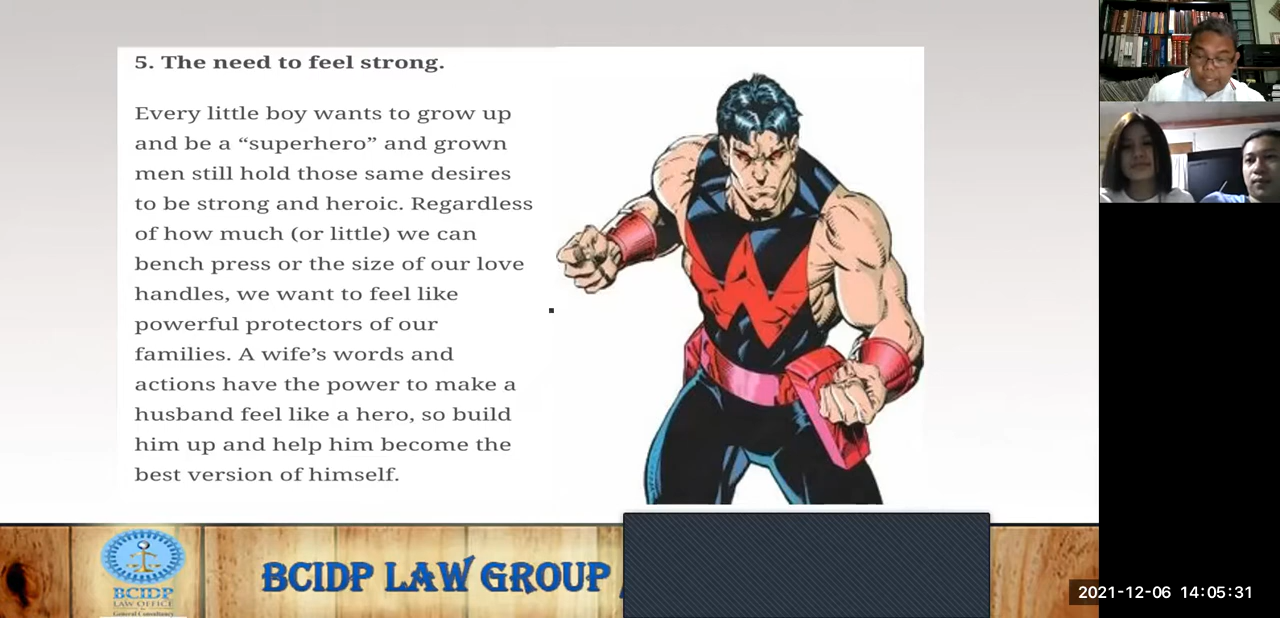 5. The need to feel strong.
Every little boy wants to grow up
and be a “superhero” and grown
men still hold those same desires
to be strong and heroic. Regardless
of how much (or little) we can
bench press or the size of our love
handles, we want to feel like
powerful protectors of our
families. A wife’s words and
actions have the power to make a
husband feel like a hero, so build
him up and help him become the
best version of himself.
BCIDP
LAW OFFICE
General Consultancy
BCIDP LAW GROUP
2021-12-06 14:05:31